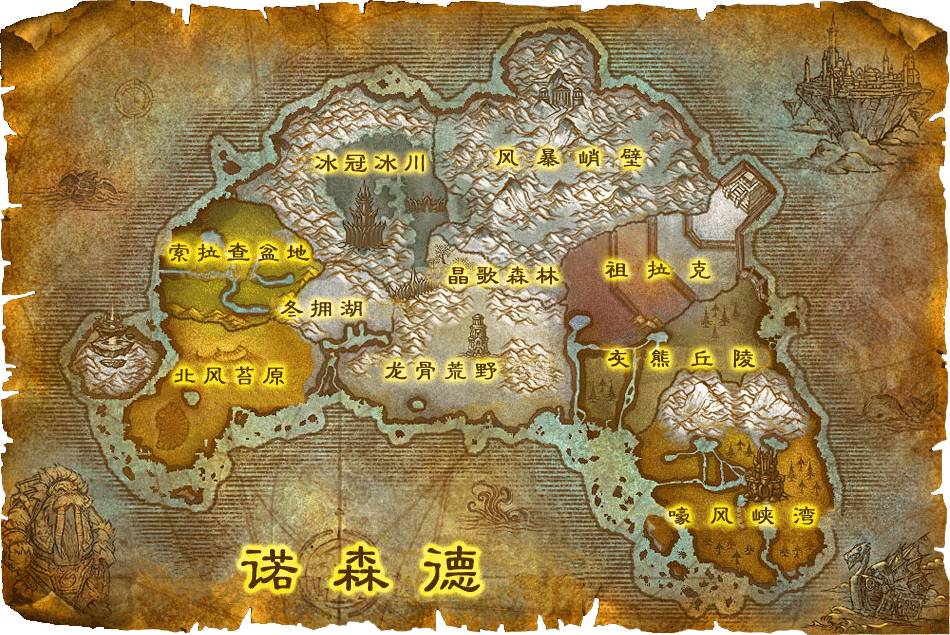 冰冠冰川
风暴峭壁
索拉查盆地
晶歌森林
祖拉克
冬拥湖
北风苔原
龙骨荒野
灰熊丘陵
嚎风峡湾
诺森德